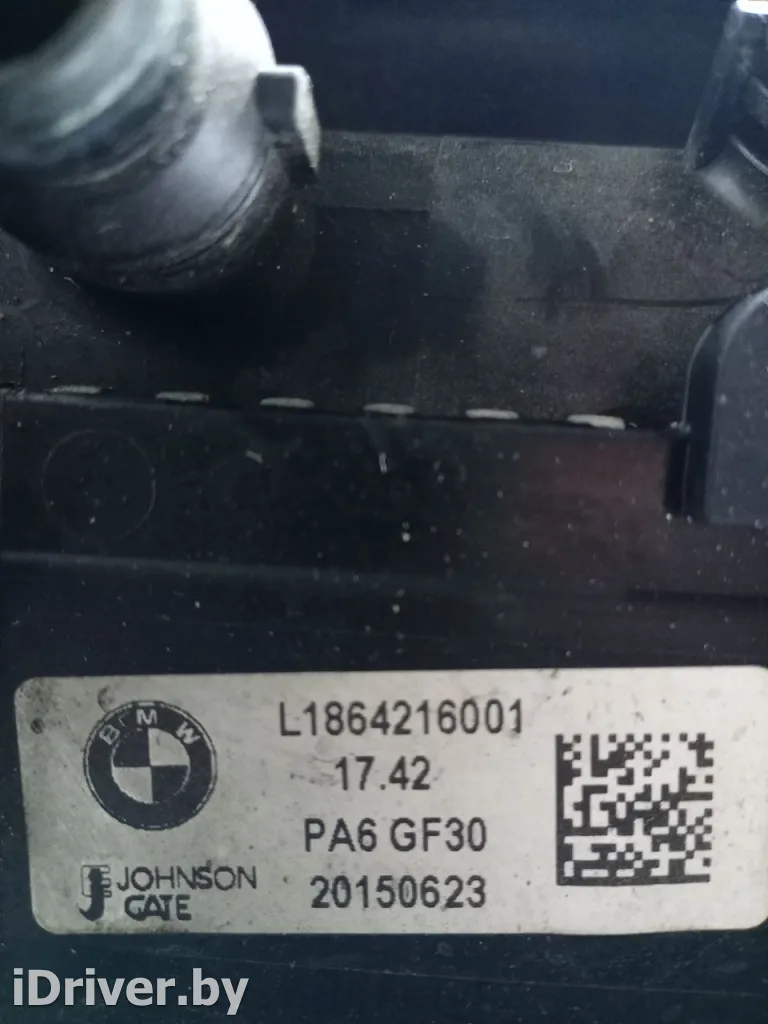 BMW
L1864216001
17.42
PA6 GF30
20150623
JOHNSON
GATE
iDriver.by